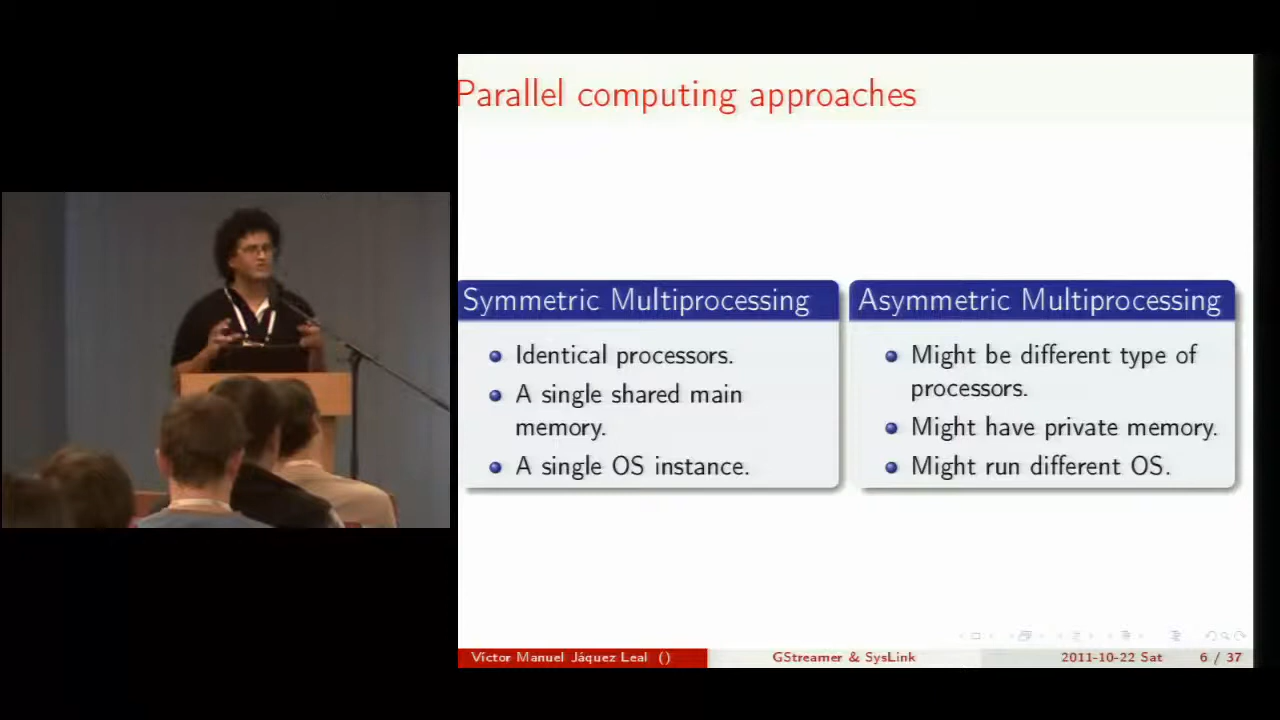 Parallel computing approaches
Symmetric Multiprocessing
Identical processors.
A single shared main
memory.
A single OS instance.
Asymmetric Multiprocessing
Might be different type of
processors.
Might have private memory.
Might run different OS.
Víctor Manuel Jáquez Leal ()
GStreamer & SysLink
2011-10-22 Sat
6 / 37